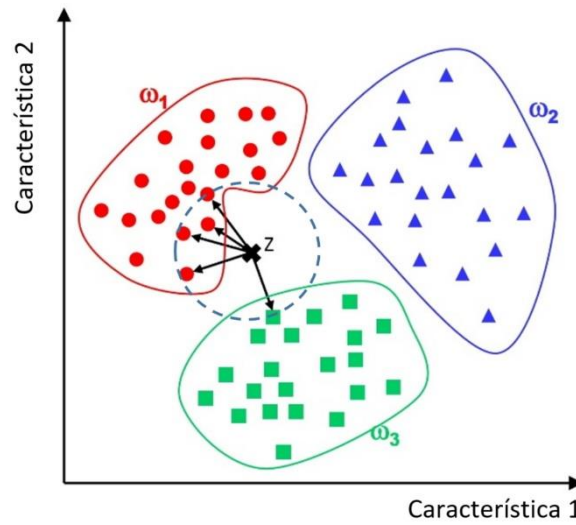 Característica 2
ω1
ω2
Z
ω3
Característica 1